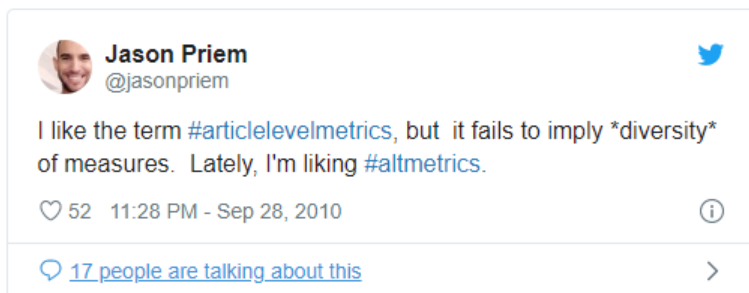 Jason Priem
@jasonpriem
I like the term #articlelevelmetrics, but  it fails to imply *diversity*
of measures.  Lately, I'm liking #altmetrics.
52   11:28 PM - Sep 28, 2010
17 people are talking about this